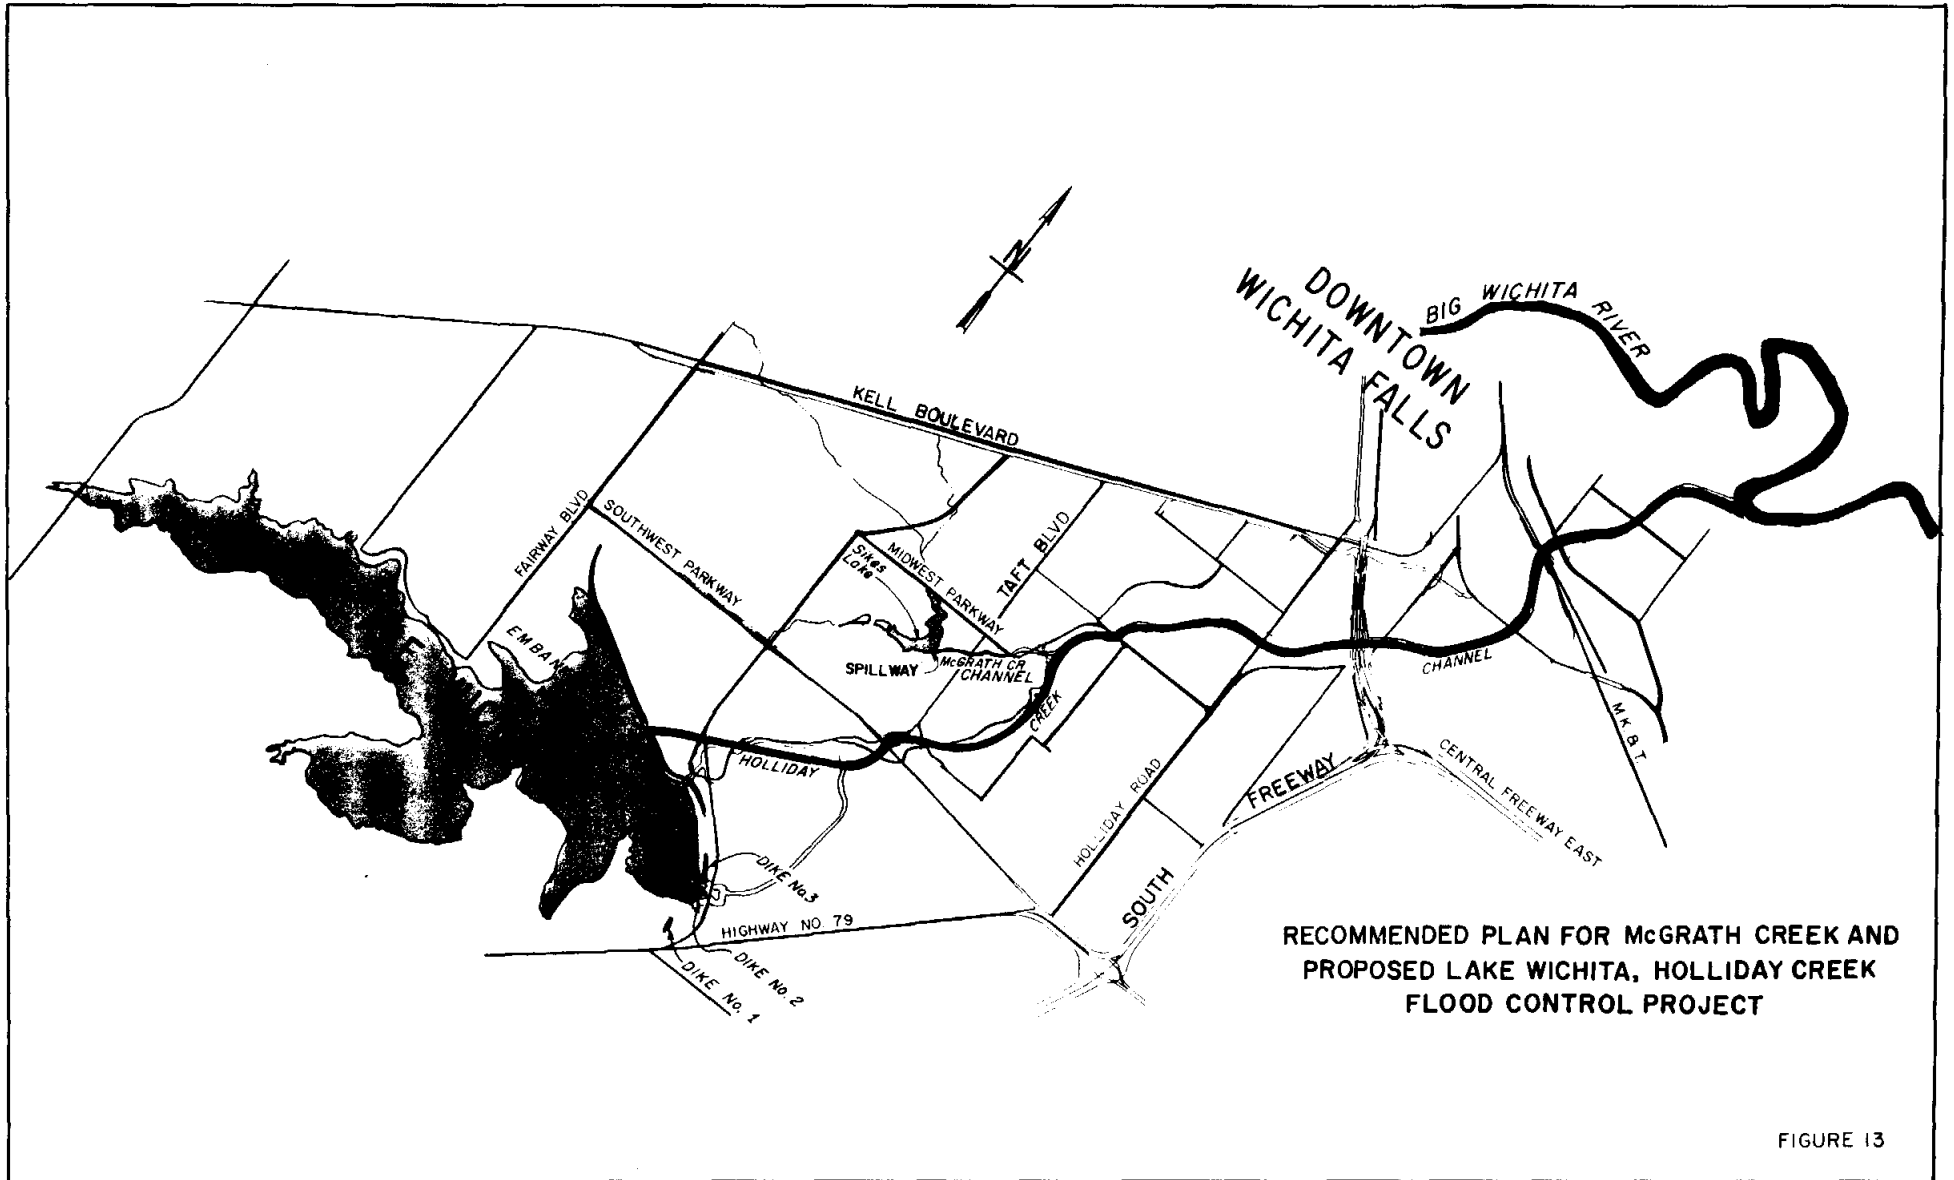 N
DOWNTOWN
WICHITA FALLS
BIG WICHITA RIVER
KELL BOULEVARD
FAIRWAY BLVD
SOUTHWEST PARKWAY
Sikes
Lake
MIDWEST PARKWAY
TAFT BLVD
SPILLWAY
McGRATH CR
CHANNEL
HOLLIDAY
CREEK
CHANNEL
HOLLIDAY ROAD
SOUTH
FREEWAY
CENTRAL FREEWAY EAST
DIKE No.3
HIGHWAY NO. 79
DIKE No. 2
DIKE No. 1
RECOMMENDED PLAN FOR McGRATH CREEK AND
PROPOSED LAKE WICHITA, HOLLIDAY CREEK
FLOOD CONTROL PROJECT
FIGURE 13